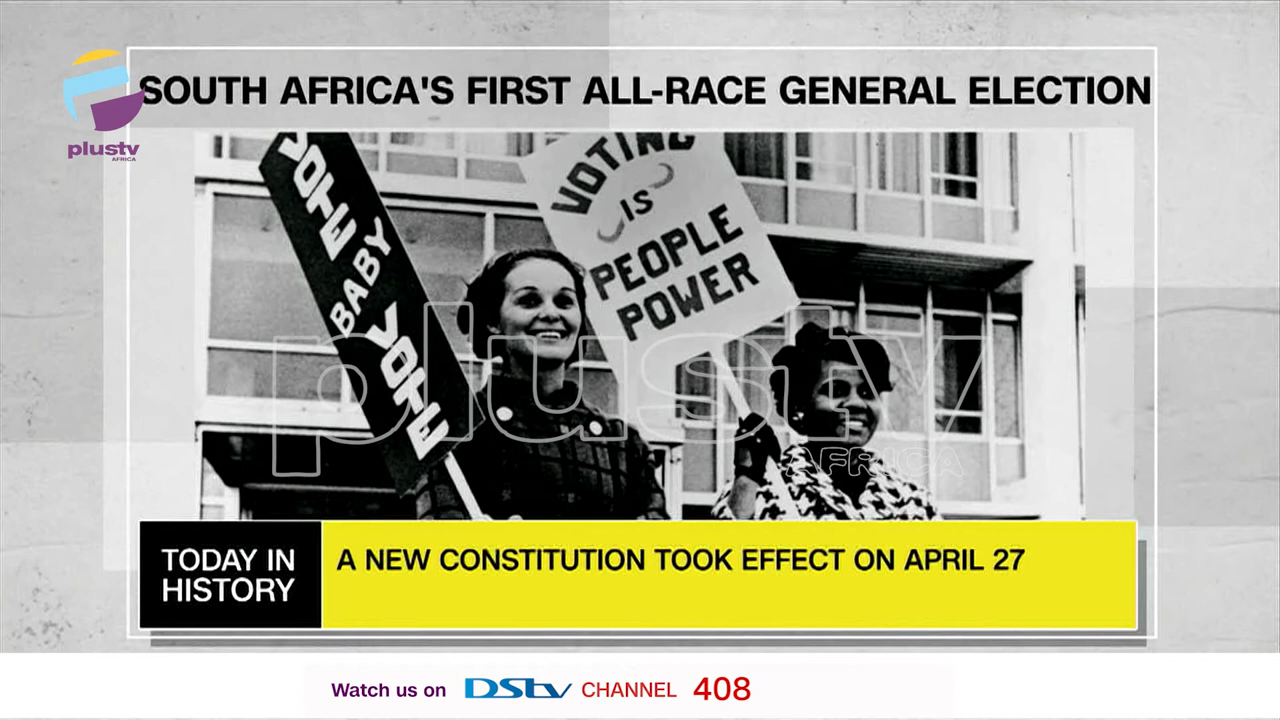 SOUTH AFRICA'S FIRST ALL-RACE GENERAL ELECTION
plustv
AFRICA
VOTE
BABY
VOTE
VOTING
IS
PEOPLE
POWER
plustv
AFRICA
TODAY IN
HISTORY
A NEW CONSTITUTION TOOK EFFECT ON APRIL 27
Watch us on DStv CHANNEL 408